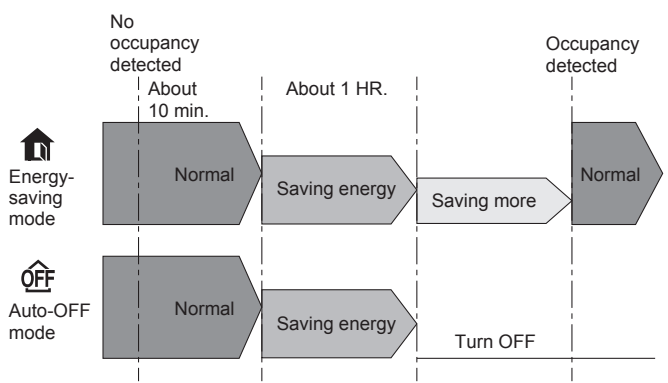 No
occupancy
detected
Occupancy
detected
About
10 min.
About 1 HR.
Energy-
saving
mode
Normal
Saving energy
Saving more
Normal
OFF
Auto-OFF
mode
Normal
Saving energy
Turn OFF